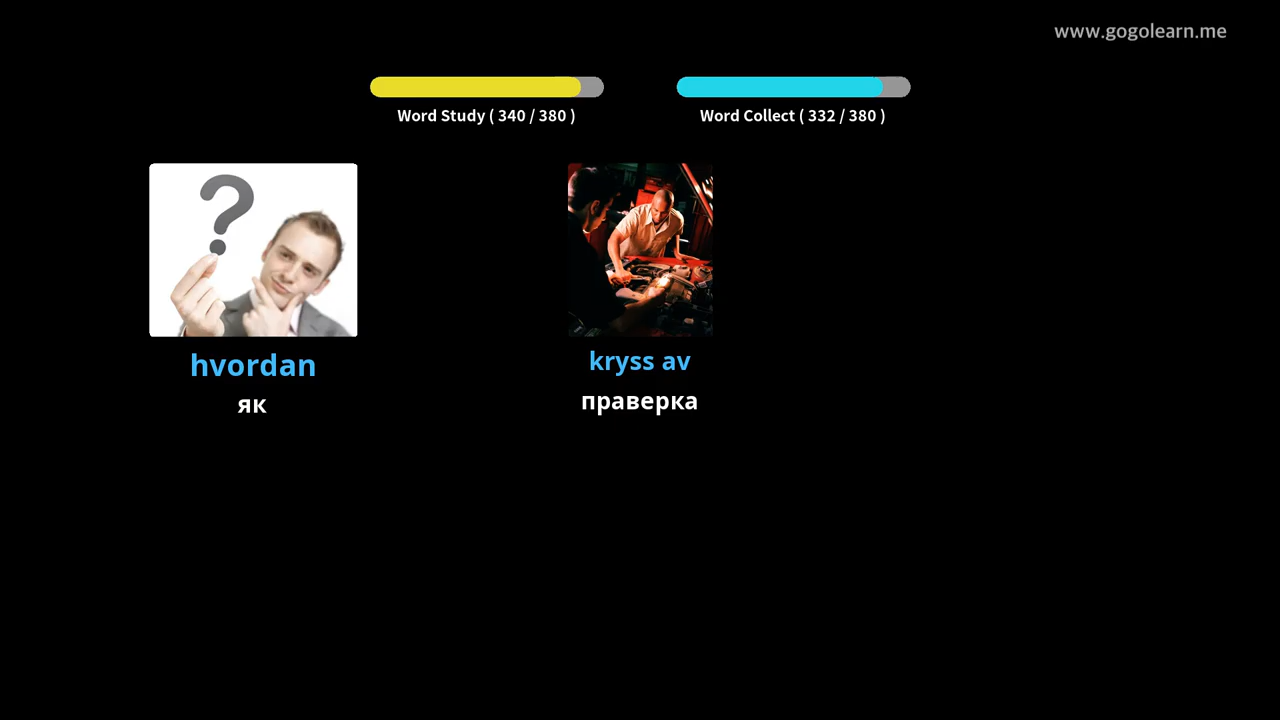 www.gogolearn.me
Word Study ( 340 / 380 )
Word Collect ( 332 / 380 )
hvordan
як
kryss av
праверка